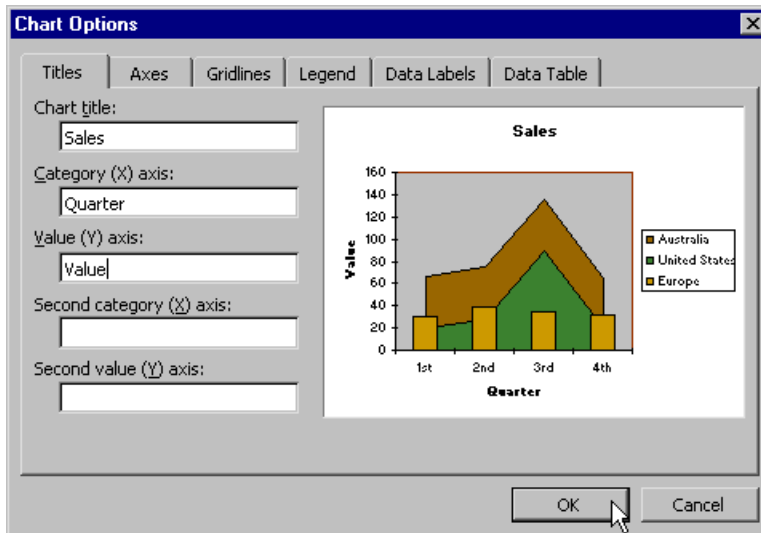 Chart Options
Titles Axes Gridlines Legend Data Labels Data Table
Chart title:
Sales
Category (X) axis:
Quarter
Value (Y) axis:
Value
Second category (X) axis:
Second value (Y) axis:
Sales
160
140
120
100
80
60
40
20
0
Value
1st 2nd 3rd 4th
Quarter
Australia
United States
Europe
OK Cancel